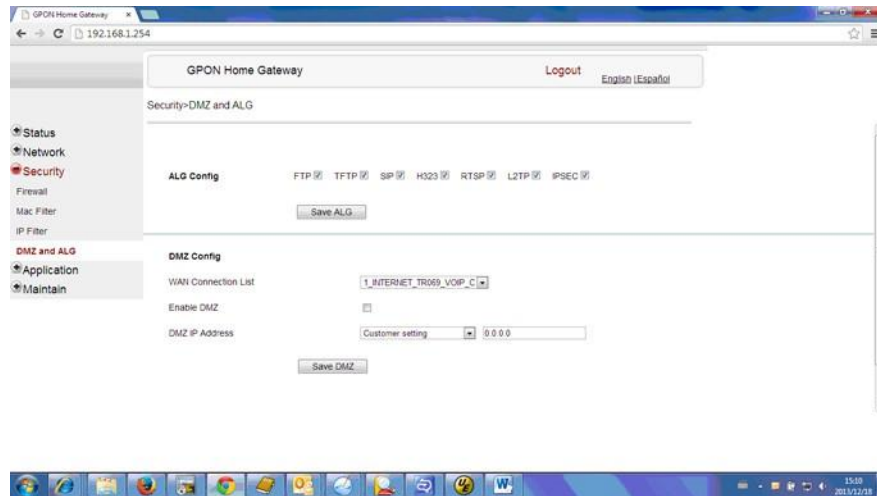 GPON Home Gateway
192.168.1.254
GPON Home Gateway Logout English |Español
Security>DMZ and ALG
Status
Network
Security
Firewall
Mac Filter
IP Filter
DMZ and ALG
Application
Maintain
ALG Config FTP TFTP SIP H323 RTSP L2TP IPSEC
Save ALG
DMZ Config
WAN Connection List 1_INTERNET_TR069_VOIP_C
Enable DMZ
DMZ IP Address Customer setting 0.0.0.0
Save DMZ
15:10
2013/12/18